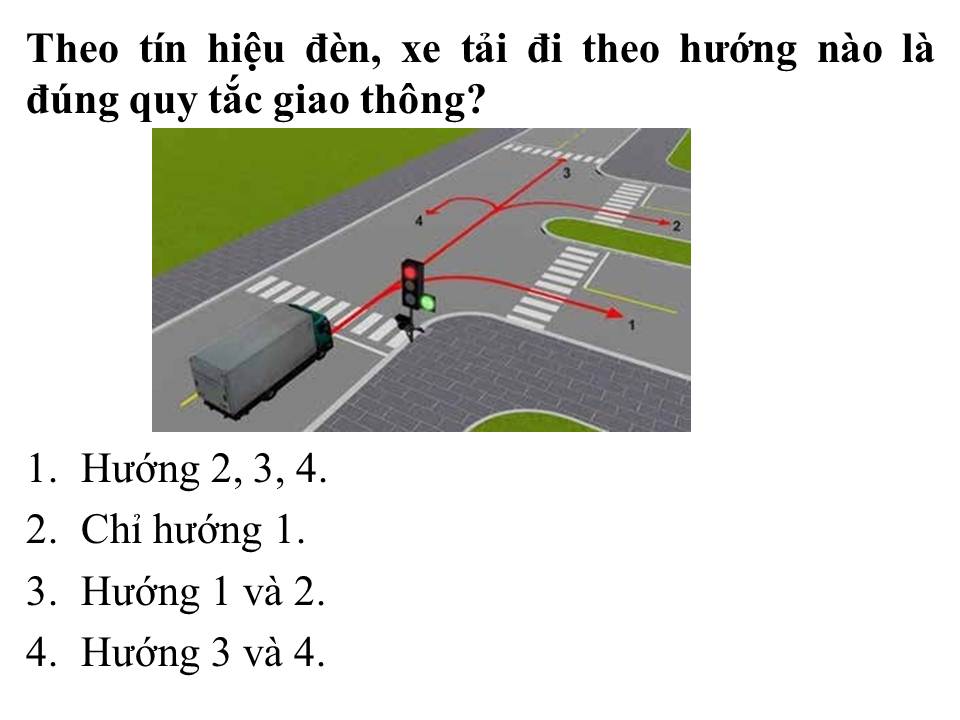 Theo tín hiệu đèn, xe tải đi theo hướng nào là
đúng quy tắc giao thông?
3
4
2
1
1. Hướng 2, 3, 4.
2. Chỉ hướng 1.
3. Hướng 1 và 2.
4. Hướng 3 và 4.